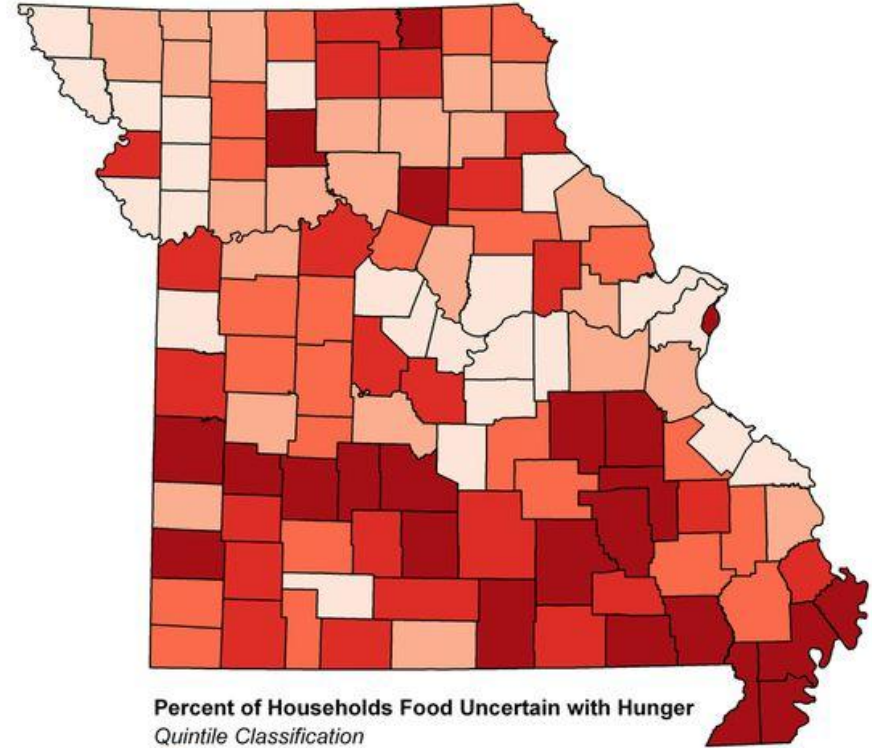 Percent of Households Food Uncertain with Hunger
Quintile Classification